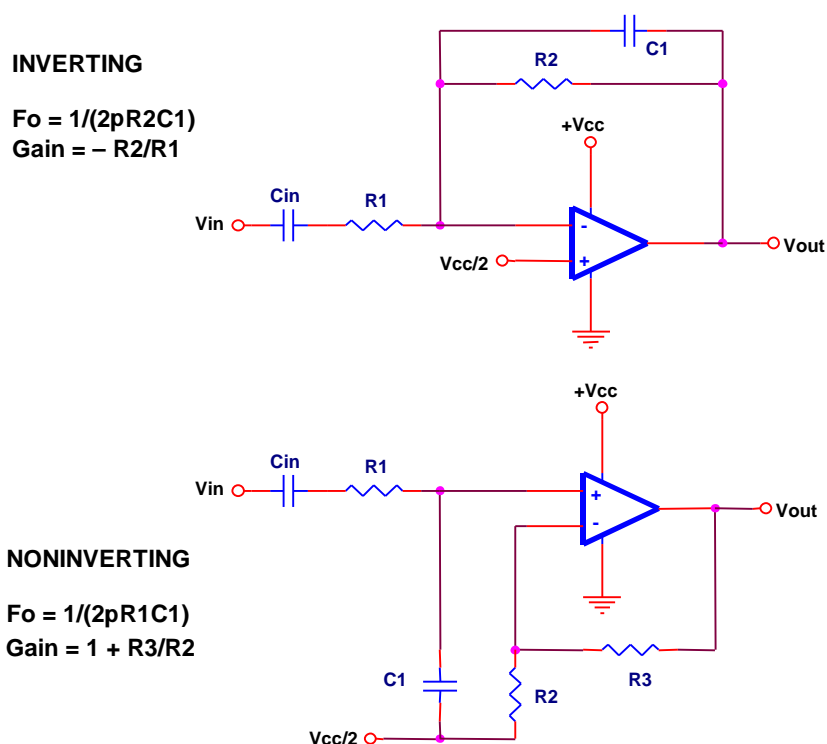 INVERTING
Fo = 1/(2pR2C1)
Gain = – R2/R1
C1
R2
+Vcc
Cin
R1
Vin
-
Vcc/2
+
Vout
+Vcc
Cin
R1
Vin
+
-
Vout
NONINVERTING
Fo = 1/(2pR1C1)
Gain = 1 + R3/R2
C1
R2
R3
Vcc/2